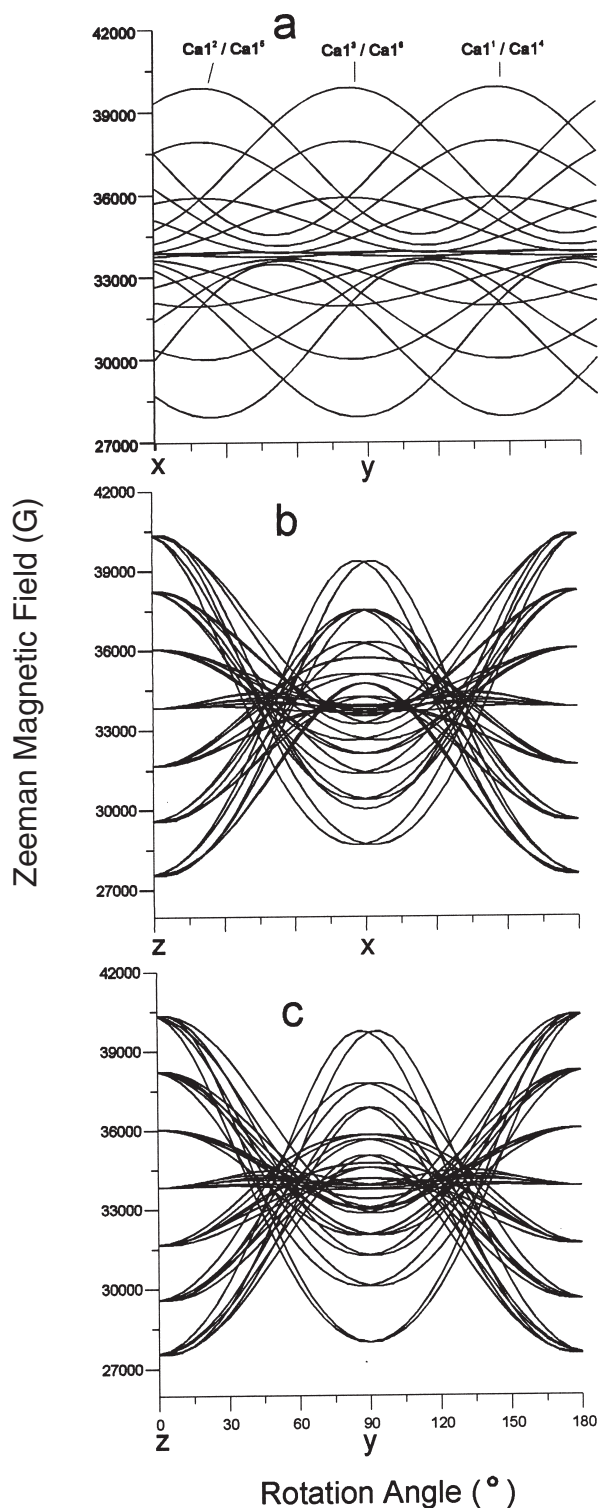 a
Ca1² / Ca1⁵ Ca1³ / Ca1⁶ Ca1¹ / Ca1⁴
42000
39000
36000
33000
30000
27000
x y
b
42000
39000
36000
33000
30000
27000
z x
c
42000
39000
36000
33000
30000
27000
0 30 60 90 120 150 180
z y
Zeeman Magnetic Field (G)
Rotation Angle (°)